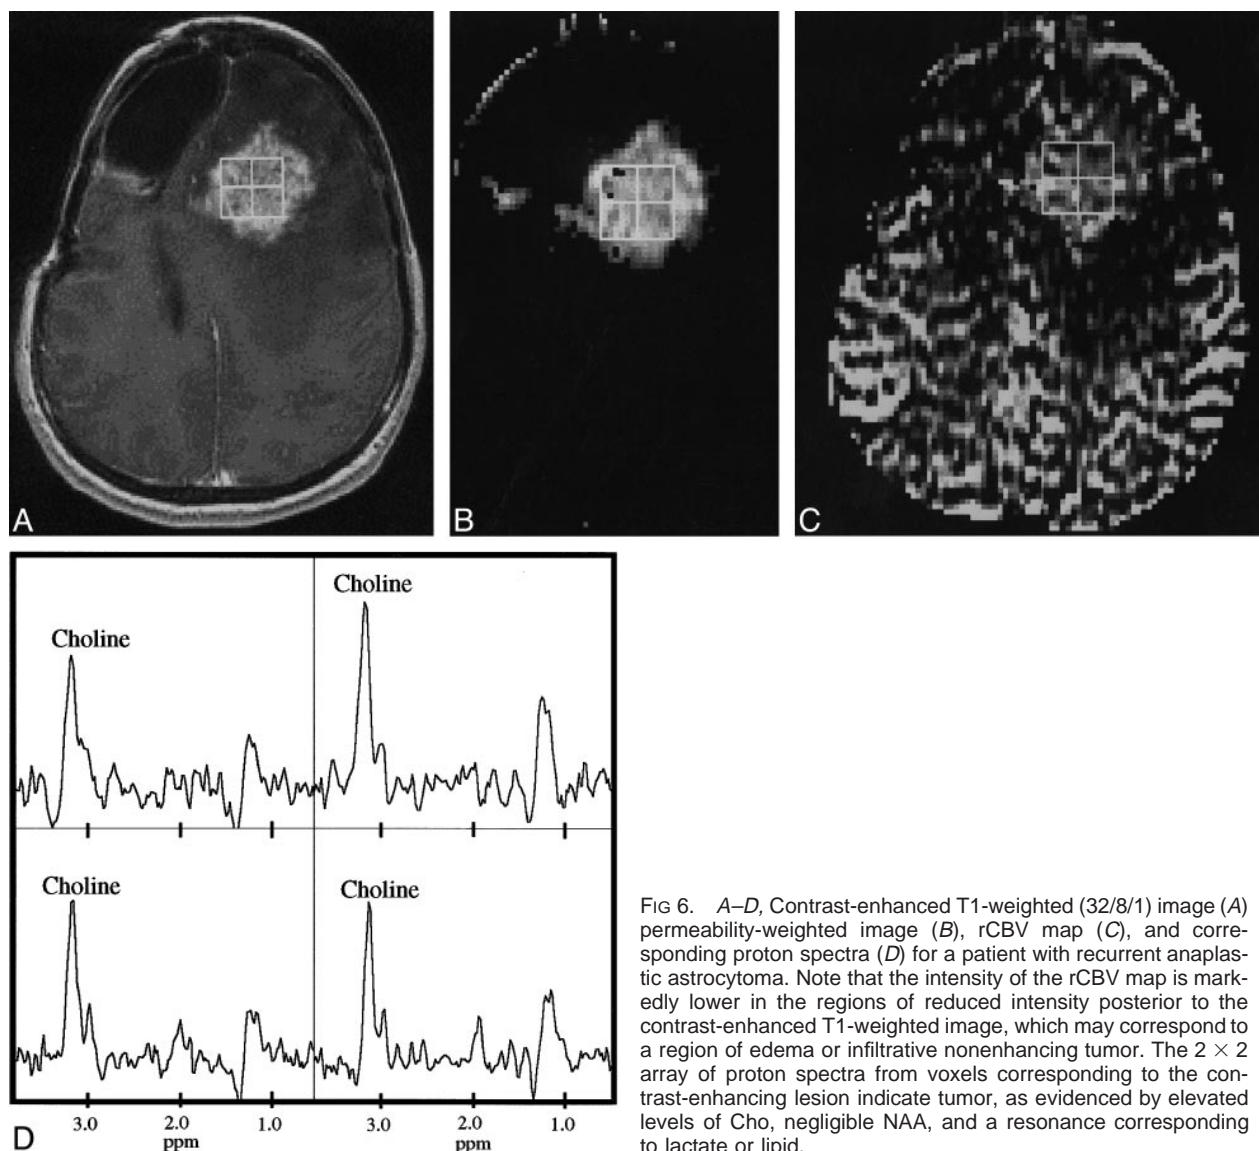 A
B
C
Choline
Choline
Choline
Choline
3.0 2.0 1.0 3.0 2.0 1.0
ppm ppm
D
FIG 6. A–D, Contrast-enhanced T1-weighted (32/8/1) image (A)
permeability-weighted image (B), rCBV map (C), and corre-
sponding proton spectra (D) for a patient with recurrent anaplas-
tic astrocytoma. Note that the intensity of the rCBV map is mark-
edly lower in the regions of reduced intensity posterior to the
contrast-enhanced T1-weighted image, which may correspond to
a region of edema or infiltrative nonenhancing tumor. The 2 × 2
array of proton spectra from voxels corresponding to the con-
trast-enhancing lesion indicate tumor, as evidenced by elevated
levels of Cho, negligible NAA, and a resonance corresponding
to lactate or lipid.